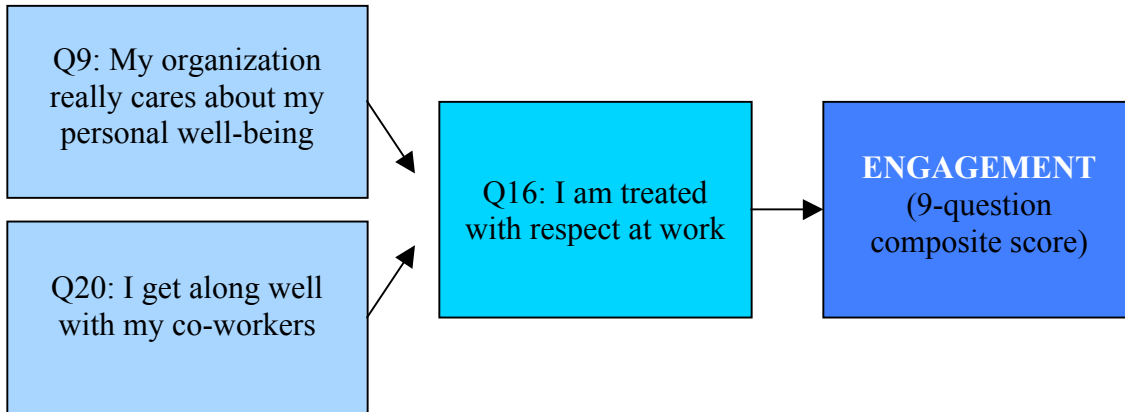 Q9: My organization
really cares about my
personal well-being
Q20: I get along well
with my co-workers
Q16: I am treated
with respect at work
ENGAGEMENT
(9-question
composite score)